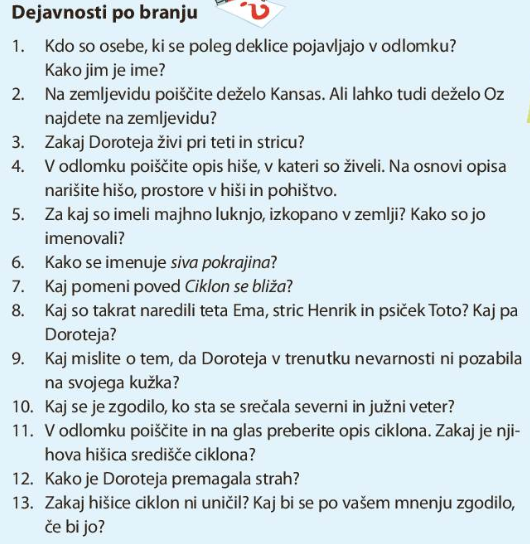 Dejavnosti po branju
1. Kdo so osebe, ki se poleg deklice pojavljajo v odlomku?
Kako jim je ime?
2. Na zemljevidu poiščite deželo Kansas. Ali lahko tudi deželo Oz
najdete na zemljevidu?
3. Zakaj Doroteja živi pri teti in stricu?
4. V odlomku poiščite opis hiše, v kateri so živeli. Na osnovi opisa
narišite hišo, prostore v hiši in pohištvo.
5. Za kaj so imeli majhno luknjo, izkopano v zemlji? Kako so jo
imenovali?
6. Kako se imenuje siva pokrajina?
7. Kaj pomeni poved Ciklon se bliža?
8. Kaj so takrat naredili teta Ema, stric Henrik in psiček Toto? Kaj pa
Doroteja?
9. Kaj mislite o tem, da Doroteja v trenutku nevarnosti ni pozabila
na svojega kužka?
10. Kaj se je zgodilo, ko sta se srečala severni in južni veter?
11. V odlomku poiščite in na glas preberite opis ciklona. Zakaj je nji-
hova hišica središče ciklona?
12. Kako je Doroteja premagala strah?
13. Zakaj hišice ciklon ni uničil? Kaj bi se po vašem mnenju zgodilo,
če bi jo?